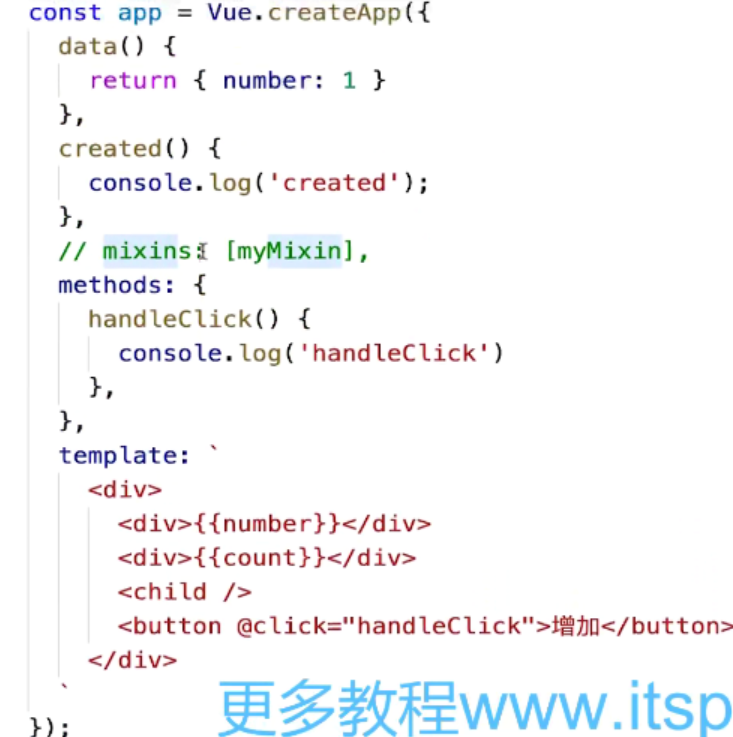 const app = Vue.createApp({
data() {
return { number: 1 }
},
created() {
console.log('created');
},
// mixins: [myMixin],
methods: {
handleClick() {
console.log('handleClick')
},
},
template: `
<div>
<div>{{number}}</div>
<div>{{count}}</div>
<child />
<button @click="handleClick">增加</button>
</div>
`
});
更多教程www.itsp